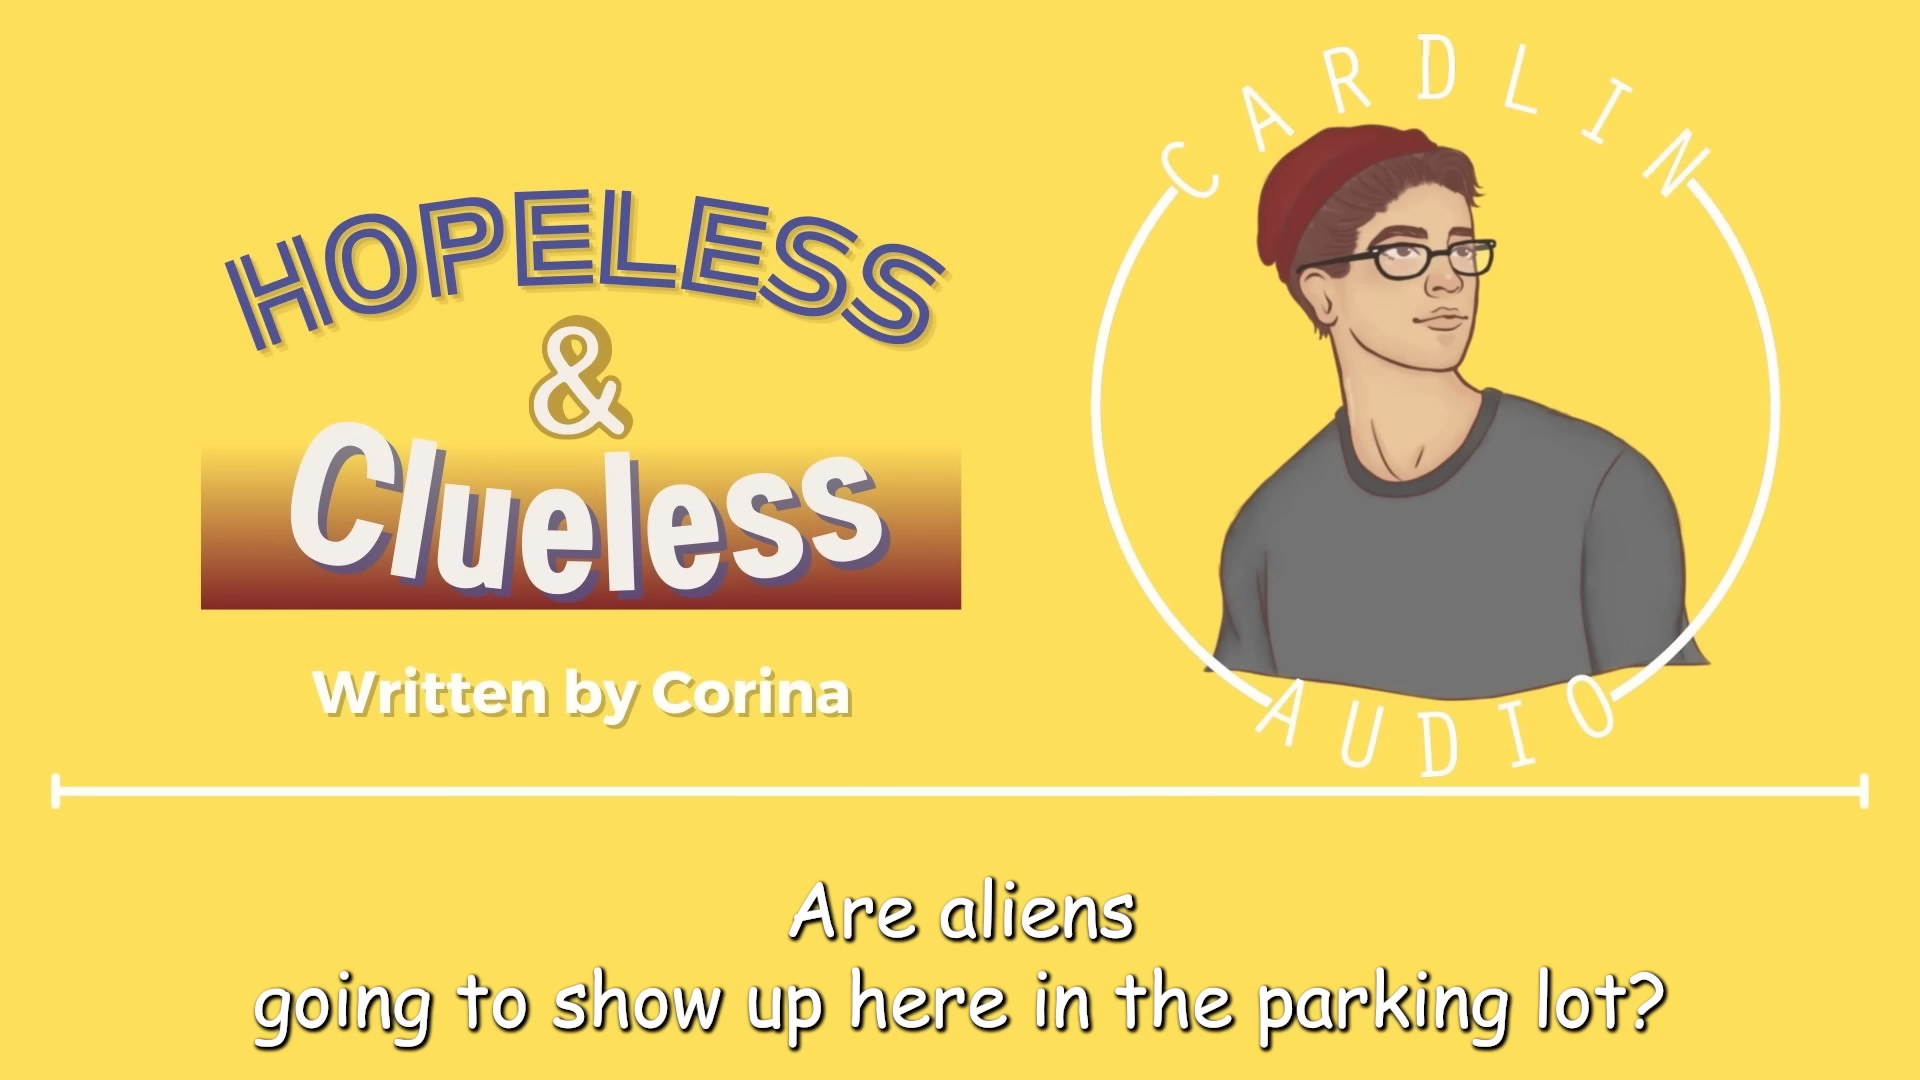 HOPELESS
&
Clueless
Written by Corina
CARDLIN
AUDIO
Are aliens
going to show up here in the parking lot?